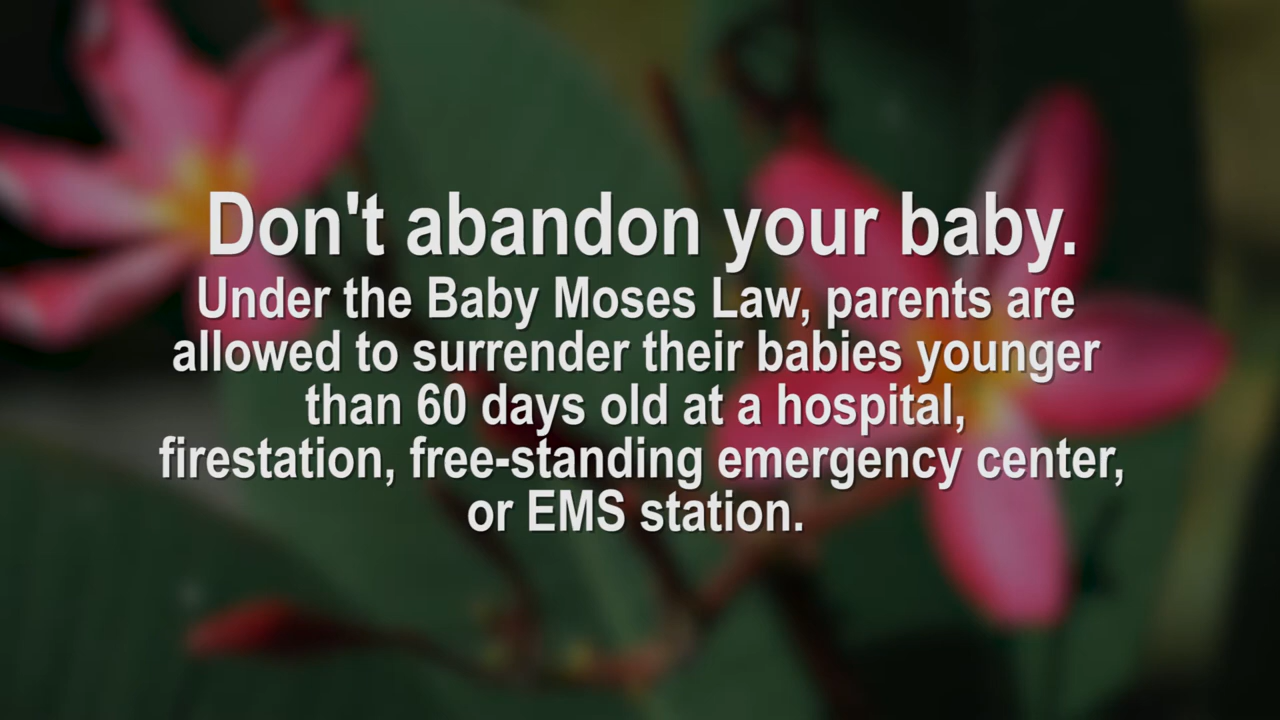 Don't abandon your baby.
Under the Baby Moses Law, parents are
allowed to surrender their babies younger
than 60 days old at a hospital,
firestation, free-standing emergency center,
or EMS station.